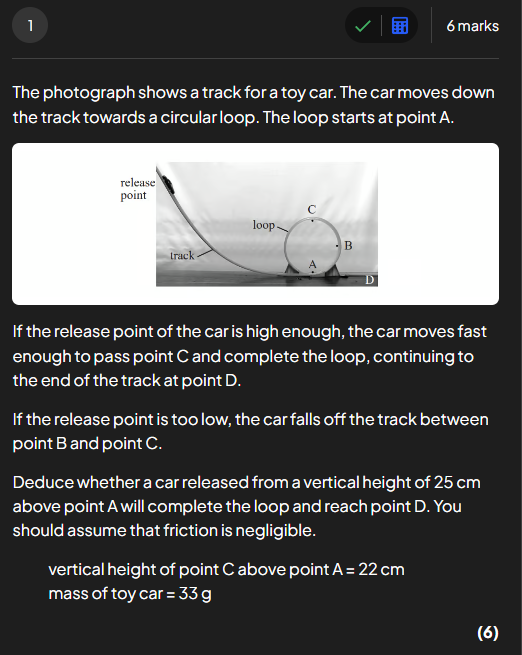 1
6 marks
The photograph shows a track for a toy car. The car moves down
the track towards a circular loop. The loop starts at point A.
release
point
C
loop
B
track
A
D
If the release point of the car is high enough, the car moves fast
enough to pass point C and complete the loop, continuing to
the end of the track at point D.
If the release point is too low, the car falls off the track between
point B and point C.
Deduce whether a car released from a vertical height of 25 cm
above point A will complete the loop and reach point D. You
should assume that friction is negligible.
vertical height of point C above point A = 22 cm
mass of toy car = 33 g
(6)